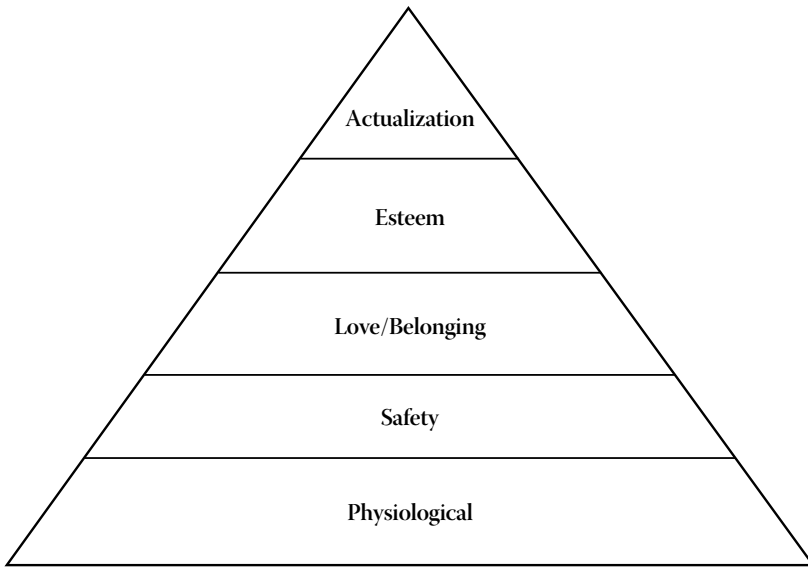 Actualization
Esteem
Love/Belonging
Safety
Physiological